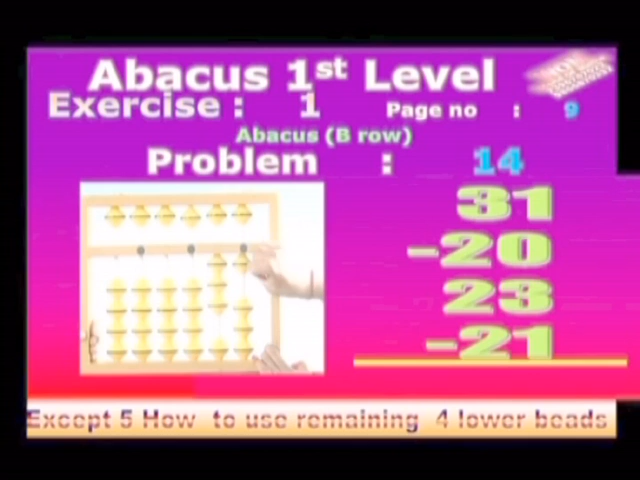 Abacus 1st Level
Exercise : 1 Page no : 9
Abacus (B row)
Problem : 14
31
-20
23
-21
Except 5 How to use remaining 4 lower beads